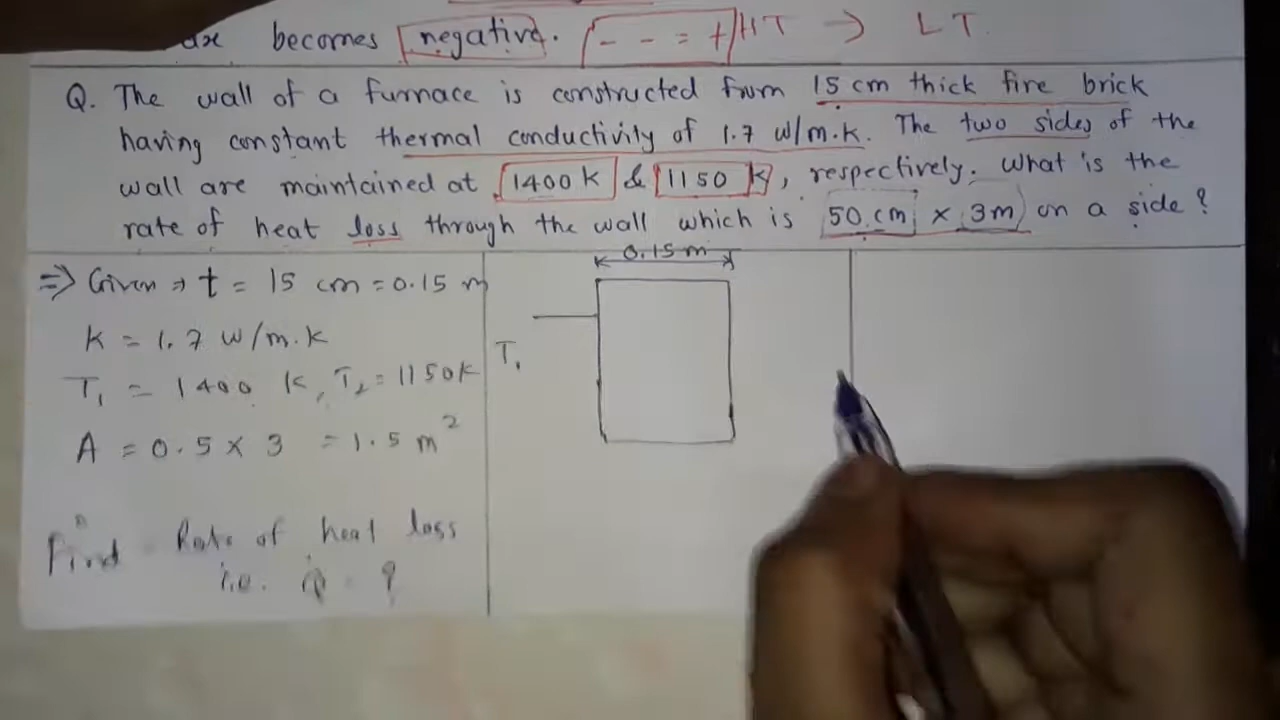 dx becomes negative. - - = + HT → LT
Q. The wall of a furnace is constructed from 15 cm thick fire brick
having constant thermal conductivity of 1.7 W/m.K. The two sides of the
wall are maintained at 1400 K & 1150 K, respectively. What is the
rate of heat loss through the wall which is 50 cm × 3m on a side?
⇒ Given → t = 15 cm = 0.15 m
K = 1.7 W/m.K
T₁ = 1400 K, T₂ = 1150K
A = 0.5 × 3 = 1.5 m²
Find Rate of heat loss
i.e. = ?
0.15 m
T₁